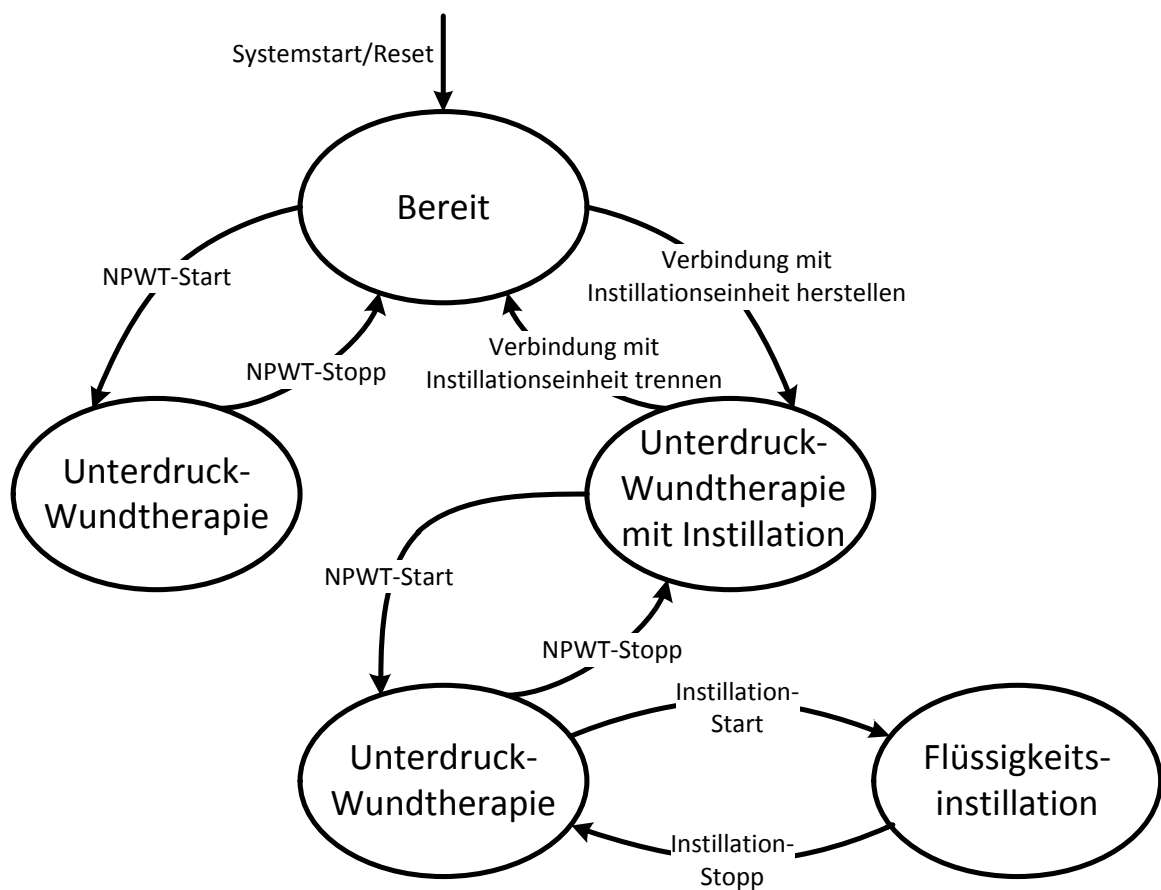 Systemstart/Reset
Bereit
NPWT-Start
Verbindung mit
Instillationseinheit herstellen
NPWT-Stopp
Verbindung mit
Instillationseinheit trennen
Unterdruck-
Wundtherapie
Unterdruck-
Wundtherapie
mit Instillation
NPWT-Start
NPWT-Stopp
Instillation-
Start
Unterdruck-
Wundtherapie
Flüssigkeits-
instillation
Instillation-
Stopp